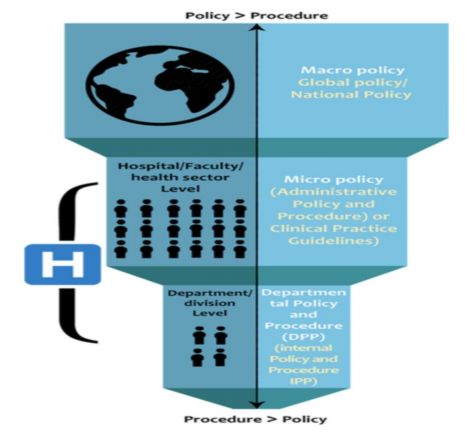 Policy > Procedure
Macro policy
Global policy/
National Policy
Hospital/Faculty/
health sector
Level
Micro policy
(Administrative
Policy and
Procedure) or
Clinical Practice
Guidelines)
H
Department/
division
Level
Departmen
tal Policy
and
Procedure
(DPP)
(internal
Policy and
Procedure
IPP)
Procedure > Policy